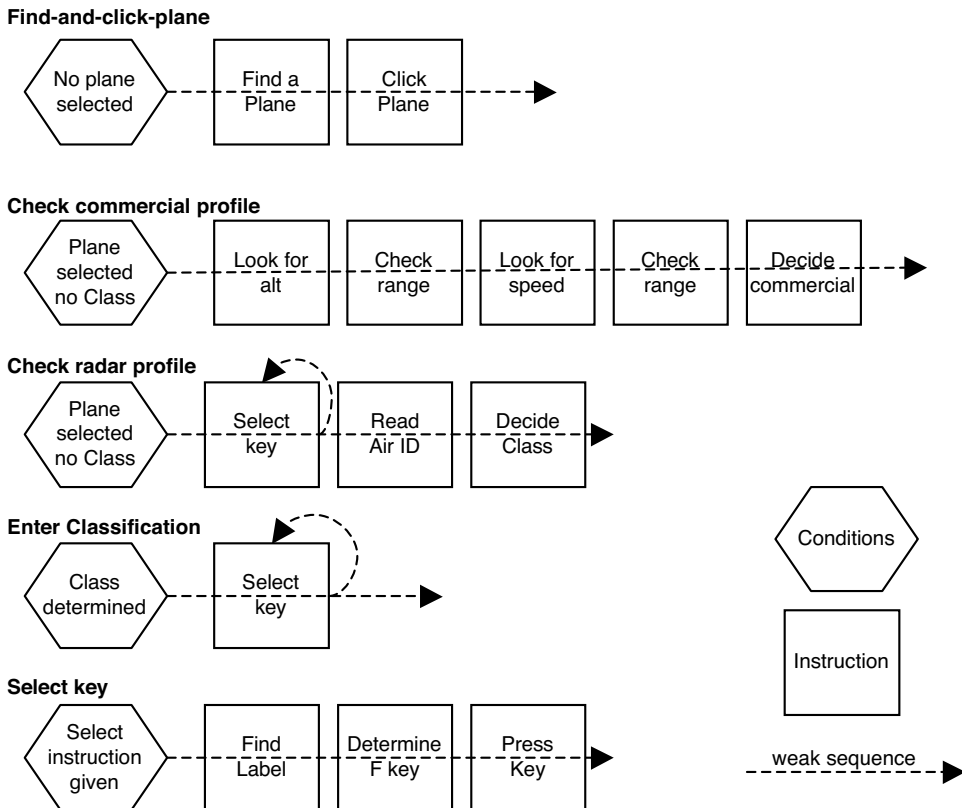 Find-and-click-plane
No plane
selected
Find a
Plane
Click
Plane
Check commercial profile
Plane
selected
no Class
Look for
alt
Check
range
Look for
speed
Check
range
Decide
commercial
Check radar profile
Plane
selected
no Class
Select
key
Read
Air ID
Decide
Class
Enter Classification
Class
determined
Select
key
Conditions
Instruction
Select key
Select
instruction
given
Find
Label
Determine
F key
Press
Key
weak sequence